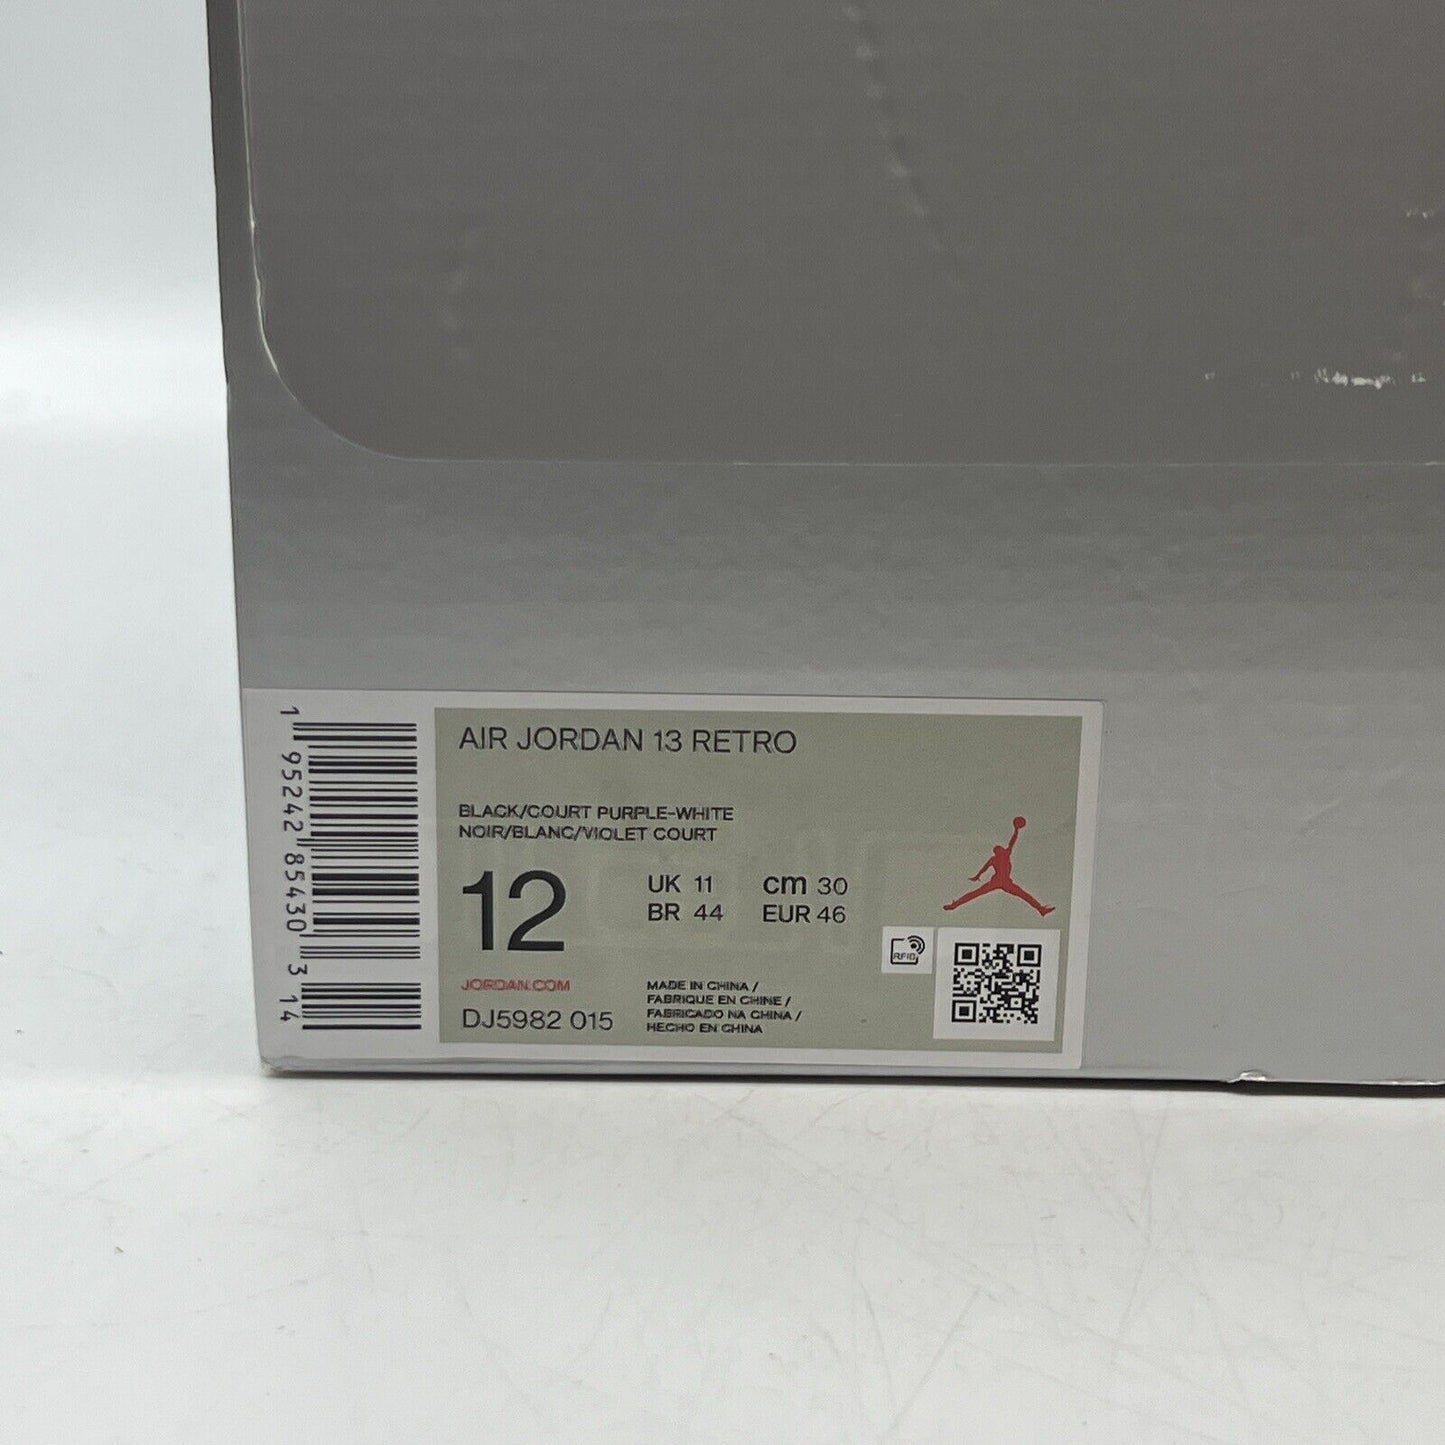 AIR JORDAN 13 RETRO
BLACK/COURT PURPLE-WHITE
NOIR/BLANC/VIOLET COURT
12
UK 11 cm 30
BR 44 EUR 46
JORDAN.COM
DJ5982 015
MADE IN CHINA /
FABRIQUE EN CHINE /
FABRICADO NA CHINA /
HECHO EN CHINA
RFID
1 95242 85430 3 14